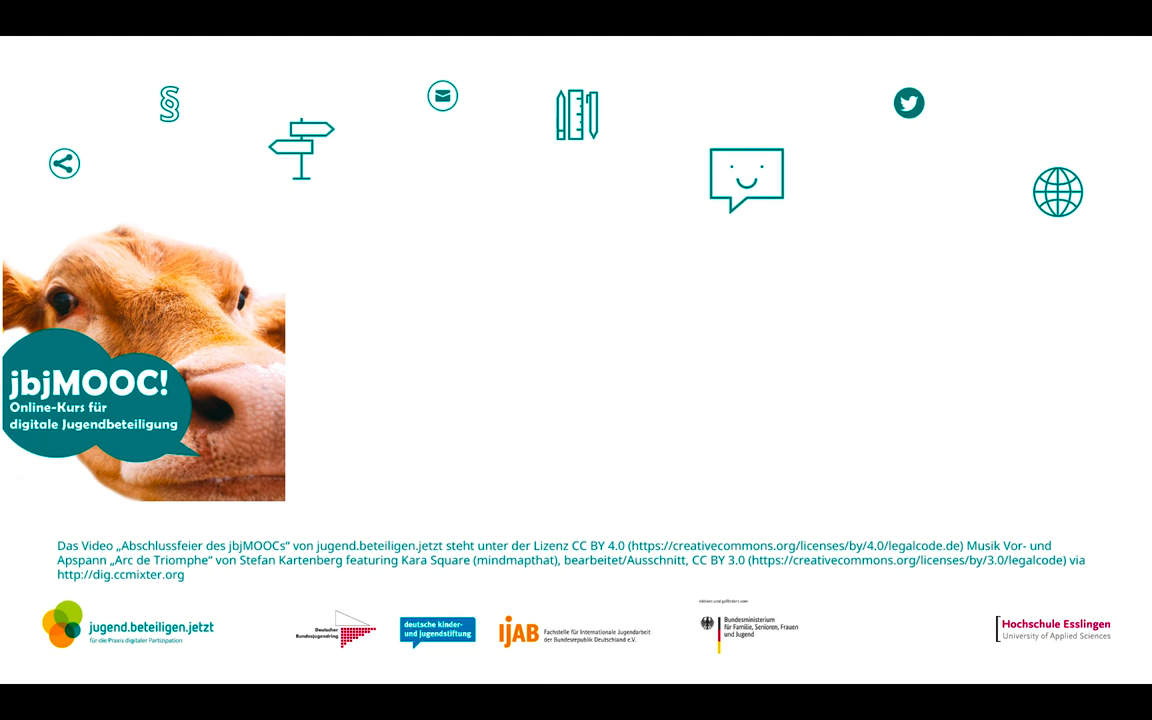 §
jbjMOOC!
Online-Kurs für
digitale Jugendbeteiligung
Das Video „Abschlussfeier des jbjMOOCs“ von jugend.beteiligen.jetzt steht unter der Lizenz CC BY 4.0 (https://creativecommons.org/licenses/by/4.0/legalcode.de) Musik Vor- und
Apspann „Arc de Triomphe“ von Stefan Kartenberg featuring Kara Square (mindmapthat), bearbeitet/Ausschnitt, CC BY 3.0 (https://creativecommons.org/licenses/by/3.0/legalcode) via
http://dig.ccmixter.org
jugend.beteiligen.jetzt
für die Praxis digitaler Partizipation
Deutscher
Bundesjugendring
deutsche kinder-
und jugendstiftung
IJAB
Fachstelle für Internationale Jugendarbeit
der Bundesrepublik Deutschland e.V.
initiiert und gefördert vom
Bundesministerium
für Familie, Senioren, Frauen
und Jugend
Hochschule Esslingen
University of Applied Sciences